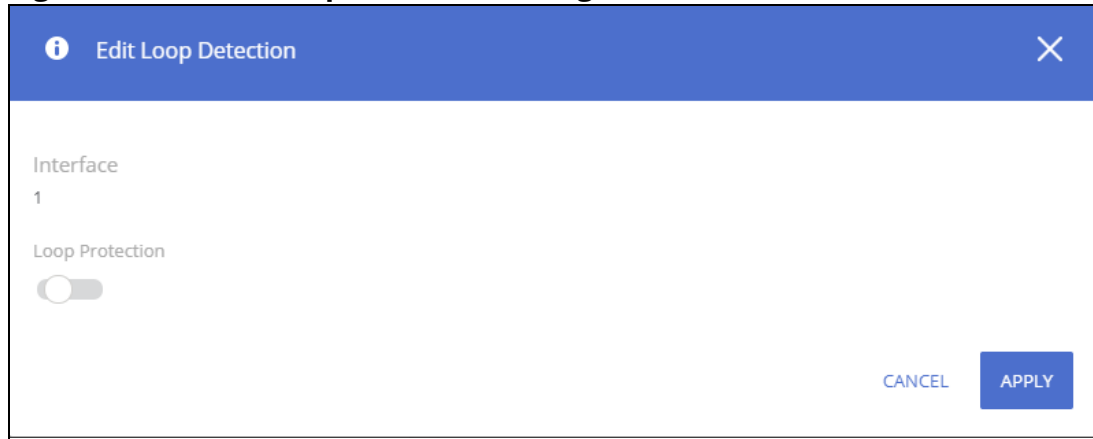 Edit Loop Detection
Interface
1
Loop Protection
CANCEL APPLY